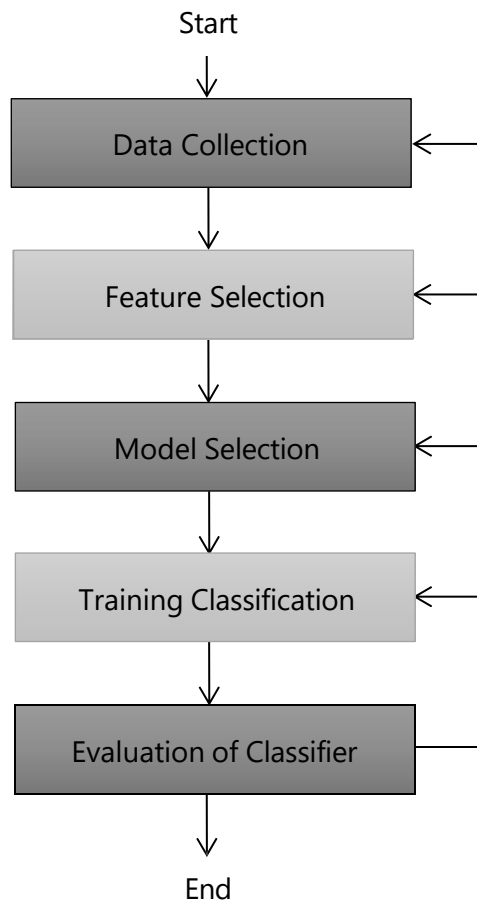 Start
Data Collection
Feature Selection
Model Selection
Training Classification
Evaluation of Classifier
End